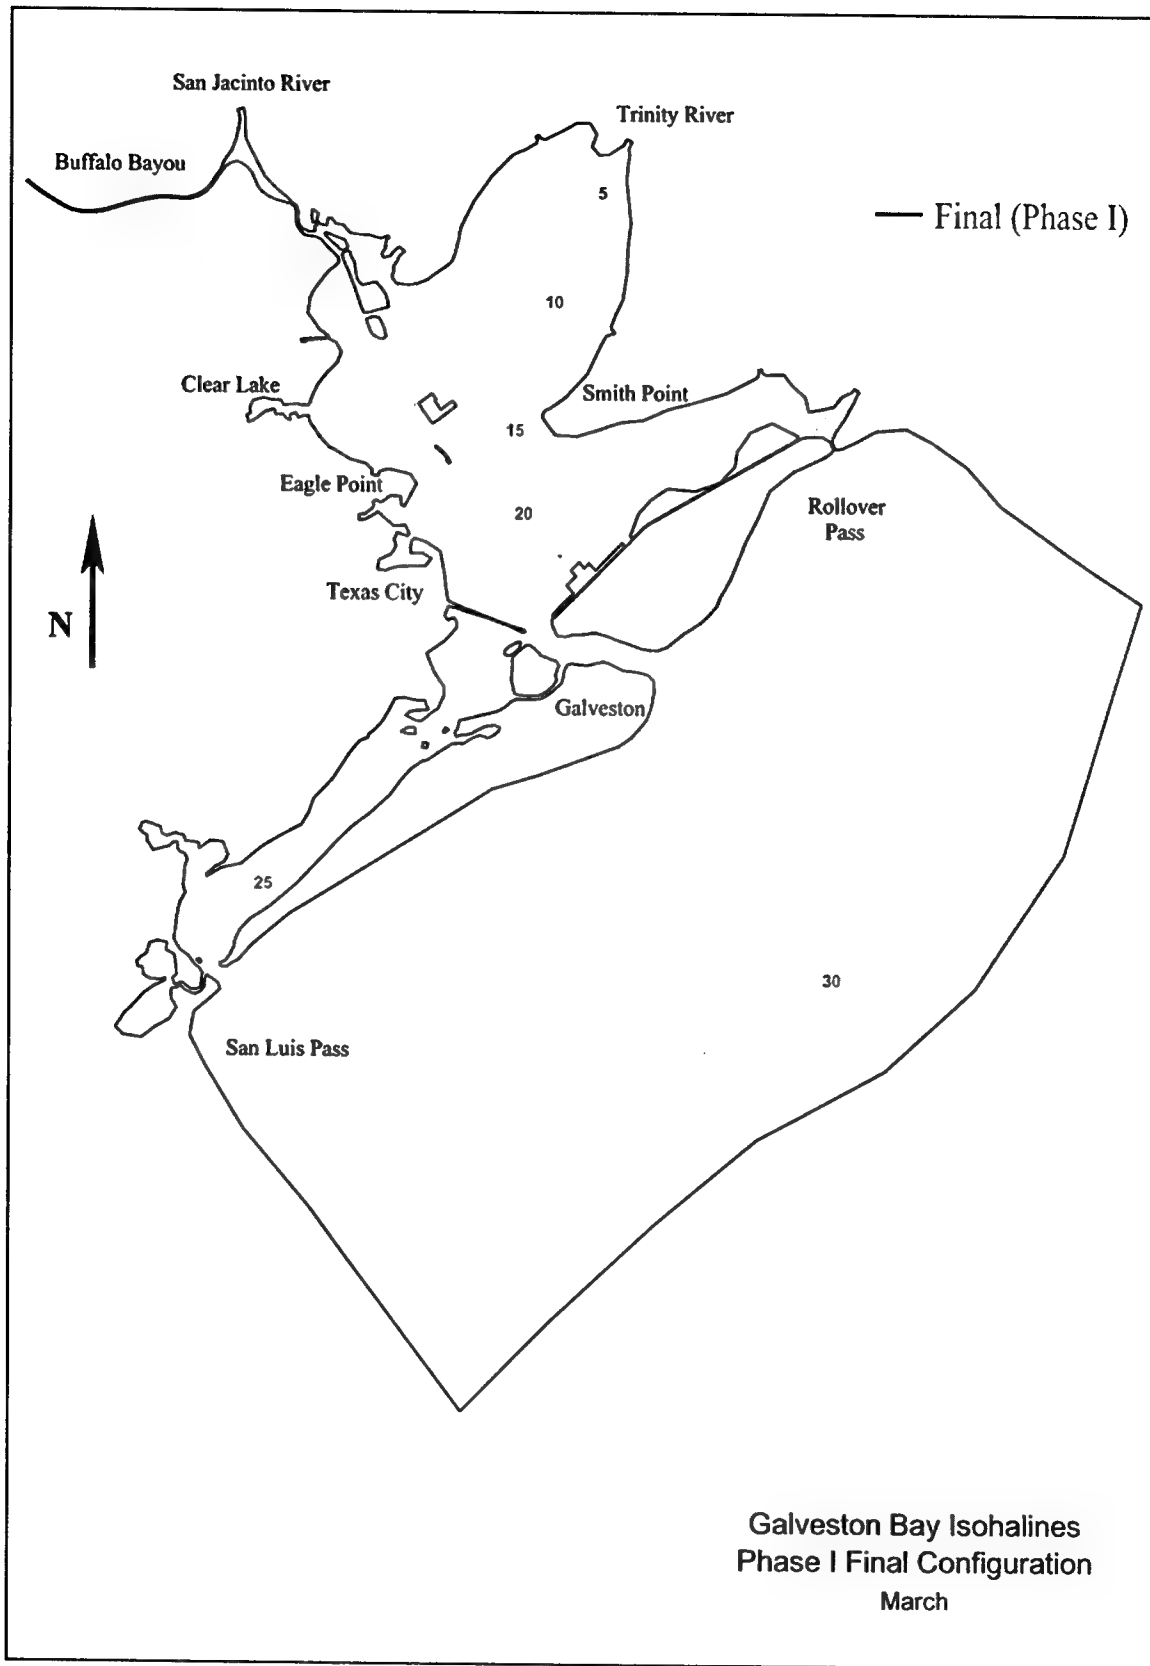 San Jacinto River
Trinity River
Buffalo Bayou
5
Final (Phase I)
10
Clear Lake
Smith Point
15
Eagle Point
20
Rollover
Pass
Texas City
N
Galveston
25
30
San Luis Pass
Galveston Bay Isohalines
Phase I Final Configuration
March